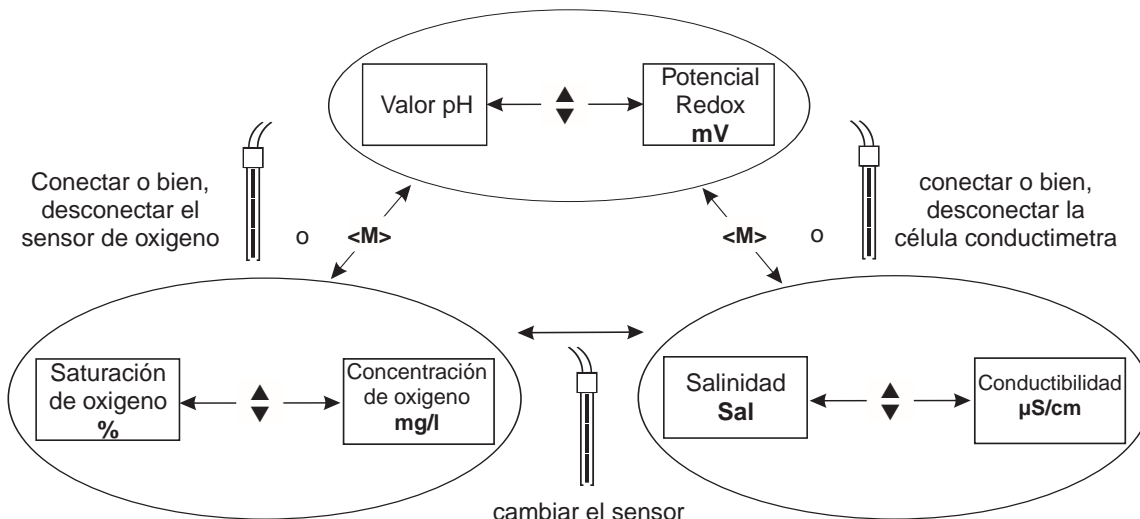 Valor pH
Potencial
Redox
mV
Conectar o bien,
desconectar el
sensor de oxigeno
o
<M>
<M>
o
conectar o bien,
desconectar la
célula conductimetra
Saturación
de oxigeno
%
Concentración
de oxigeno
mg/l
Salinidad
Sal
Conductibilidad
µS/cm
cambiar el sensor